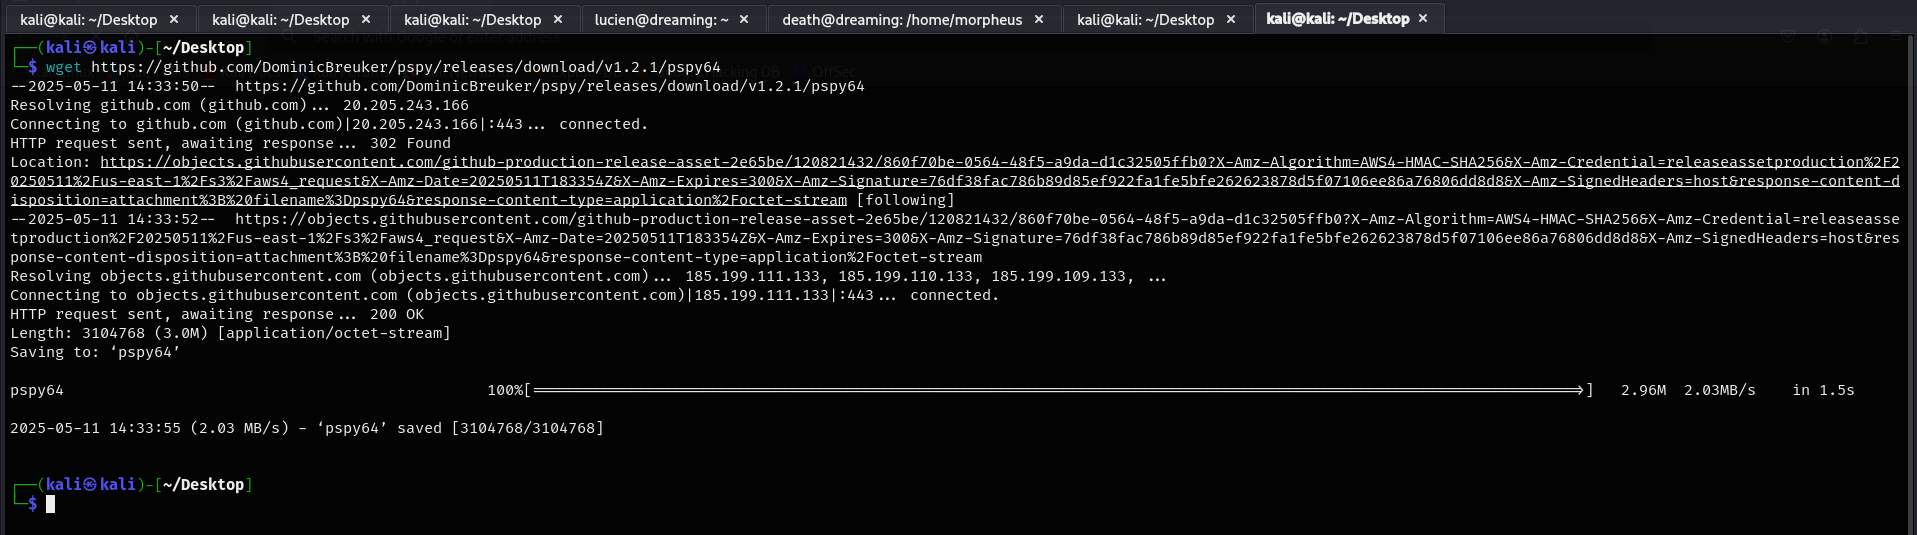 kali@kali: ~/Desktop × kali@kali: ~/Desktop × kali@kali: ~/Desktop × lucien@dreaming: ~ × death@dreaming: /home/morpheus × kali@kali: ~/Desktop × kali@kali: ~/Desktop ×
Search with Google or enter address
┌──(kali㉿kali)-[~/Desktop]
└─$ wget https://github.com/DominicBreuker/pspy/releases/download/v1.2.1/pspy64
OffSec
--2025-05-11 14:33:50--  https://github.com/DominicBreuker/pspy/releases/download/v1.2.1/pspy64
Resolving github.com (github.com)... 20.205.243.166
Connecting to github.com (github.com)|20.205.243.166|:443... connected.
HTTP request sent, awaiting response... 302 Found
Location: https://objects.githubusercontent.com/github-production-release-asset-2e65be/120821432/860f70be-0564-48f5-a9da-d1c32505ffb0?X-Amz-Algorithm=AWS4-HMAC-SHA256&X-Amz-Credential=releaseassetproduction%2F2
0250511%2Fus-east-1%2Fs3%2Faws4_request&X-Amz-Date=20250511T183354Z&X-Amz-Expires=300&X-Amz-Signature=76df38fac786b89d85ef922fa1fe5bfe262623878d5f07106ee86a76806dd8d8&X-Amz-SignedHeaders=host&response-content-d
isposition=attachment%3B%20filename%3Dpspy64&response-content-type=application%2Foctet-stream [following]
--2025-05-11 14:33:52--  https://objects.githubusercontent.com/github-production-release-asset-2e65be/120821432/860f70be-0564-48f5-a9da-d1c32505ffb0?X-Amz-Algorithm=AWS4-HMAC-SHA256&X-Amz-Credential=releaseasse
tproduction%2F20250511%2Fus-east-1%2Fs3%2Faws4_request&X-Amz-Date=20250511T183354Z&X-Amz-Expires=300&X-Amz-Signature=76df38fac786b89d85ef922fa1fe5bfe262623878d5f07106ee86a76806dd8d8&X-Amz-SignedHeaders=host&res
ponse-content-disposition=attachment%3B%20filename%3Dpspy64&response-content-type=application%2Foctet-stream
Resolving objects.githubusercontent.com (objects.githubusercontent.com)... 185.199.111.133, 185.199.110.133, 185.199.109.133, ...
Connecting to objects.githubusercontent.com (objects.githubusercontent.com)|185.199.111.133|:443... connected.
HTTP request sent, awaiting response... 200 OK
Length: 3104768 (3.0M) [application/octet-stream]
Saving to: ‘pspy64’
pspy64 100%[=====================================================>] 2.96M 2.03MB/s in 1.5s
2025-05-11 14:33:55 (2.03 MB/s) - ‘pspy64’ saved [3104768/3104768]
┌──(kali㉿kali)-[~/Desktop]
└─$